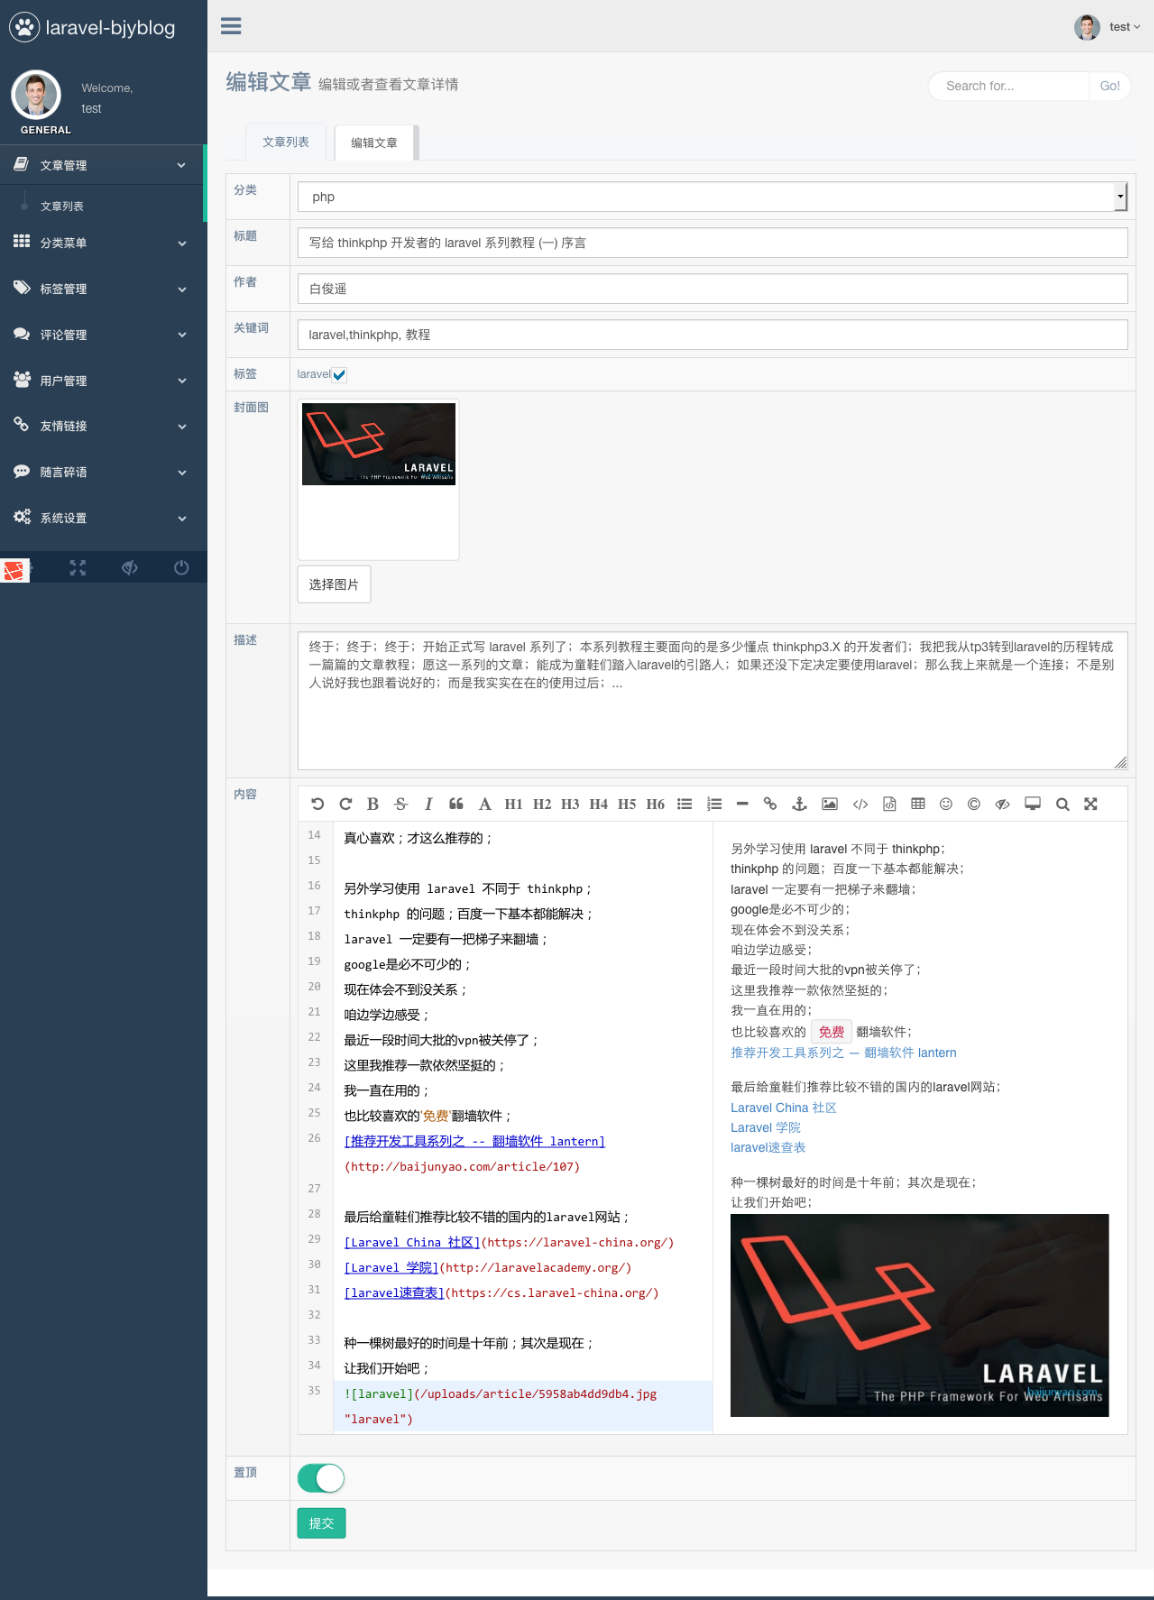 laravel-bjyblog
test
Welcome,
test
GENERAL
文章管理
文章列表
分类菜单
标签管理
评论管理
用户管理
友情链接
随言碎语
系统设置
编辑文章 编辑或者查看文章详情
Search for...
Go!
文章列表
编辑文章
分类
php
标题
写给 thinkphp 开发者的 laravel 系列教程 (一) 序言
作者
白俊遥
关键词
laravel,thinkphp, 教程
标签
laravel
封面图
LARAVEL
The PHP Framework For Web Artisans
选择图片
描述
终于；终于；终于；开始正式写 laravel 系列了；本系列教程主要面向的是多少懂点 thinkphp3.X 的开发者们；我把我从tp3转到laravel的历程转成
一篇篇的文章教程；愿这一系列的文章；能成为童鞋们踏入laravel的引路人；如果还没下定决定要使用laravel；那么我上来就是一个连接；不是别
人说好我也跟着说好的；而是我实实在在的使用过后；...
内容
B S I A H1 H2 H3 H4 H5 H6
14 真心喜欢；才这么推荐的；
15
16 另外学习使用 laravel 不同于 thinkphp；
17 thinkphp 的问题；百度一下基本都能解决；
18 laravel 一定要有一把梯子来翻墙；
19 google是必不可少的；
20 现在体会不到没关系；
21 咱边学边感受；
22 最近一段时间大批的vpn被关停了；
23 这里我推荐一款依然坚挺的；
24 我一直在用的；
25 也比较喜欢的'免费'翻墙软件；
26 [推荐开发工具系列之 -- 翻墙软件 lantern]
(http://baijunyao.com/article/107)
27
28 最后给童鞋们推荐比较不错的国内的laravel网站；
29 [Laravel China 社区](https://laravel-china.org/)
30 [Laravel 学院](http://laravelacademy.org/)
31 [laravel速查表](https://cs.laravel-china.org/)
32
33 种一棵树最好的时间是十年前；其次是现在；
34 让我们开始吧；
35 ![laravel](/uploads/article/5958ab4dd9db4.jpg
"laravel")
另外学习使用 laravel 不同于 thinkphp；
thinkphp 的问题；百度一下基本都能解决；
laravel 一定要有一把梯子来翻墙；
google是必不可少的；
现在体会不到没关系；
咱边学边感受；
最近一段时间大批的vpn被关停了；
这里我推荐一款依然坚挺的；
我一直在用的；
也比较喜欢的 免费 翻墙软件；
推荐开发工具系列之 — 翻墙软件 lantern
最后给童鞋们推荐比较不错的国内的laravel网站；
Laravel China 社区
Laravel 学院
laravel速查表
种一棵树最好的时间是十年前；其次是现在；
让我们开始吧；
LARAVEL
The PHP Framework For Web Artisans
baijunyao.com
置顶
提交